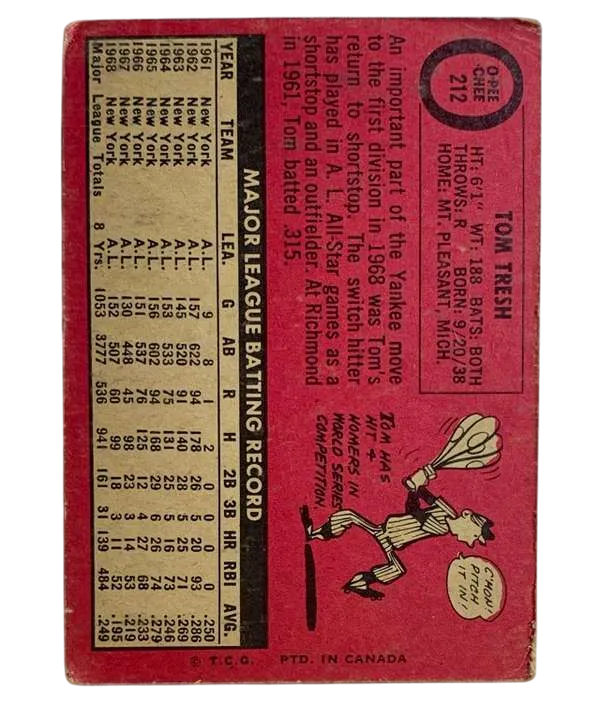 O-PEE
CHEE
212
TOM TRESH
HT: 6'1" WT: 188 BATS: BOTH
THROWS: R BORN: 9/20/38
HOME: MT. PLEASANT, MICH.
An important part of the Yankee move
to the first division in 1968 was Tom's
return to shortstop. The switch hitter
has played in A. L. All-Star games as a
shortstop and an outfielder. At Richmond
in 1961, Tom batted .315.
C'MON!
PITCH
IT IN!
TOM HAS
HIT 4
HOMERS IN
WORLD SERIES
COMPETITION.
MAJOR LEAGUE BATTING RECORD
YEAR TEAM LEA. G AB R H 2B 3B HR RBI AVG.
1961 New York A.L. 9 8 1 2 0 0 0 0 .250
1962 New York A.L. 157 622 94 178 26 5 20 93 .286
1963 New York A.L. 145 520 91 140 28 5 25 71 .269
1964 New York A.L. 153 533 75 131 25 5 16 73 .246
1965 New York A.L. 156 602 94 168 29 6 26 74 .279
1966 New York A.L. 151 537 76 125 12 4 27 68 .233
1967 New York A.L. 130 448 45 98 23 3 14 53 .219
1968 New York A.L. 152 507 60 99 18 3 11 52 .195
Major League Totals 8 Yrs. 1053 3777 536 941 161 31 139 484 .249
© T.C.G. PTD. IN CANADA